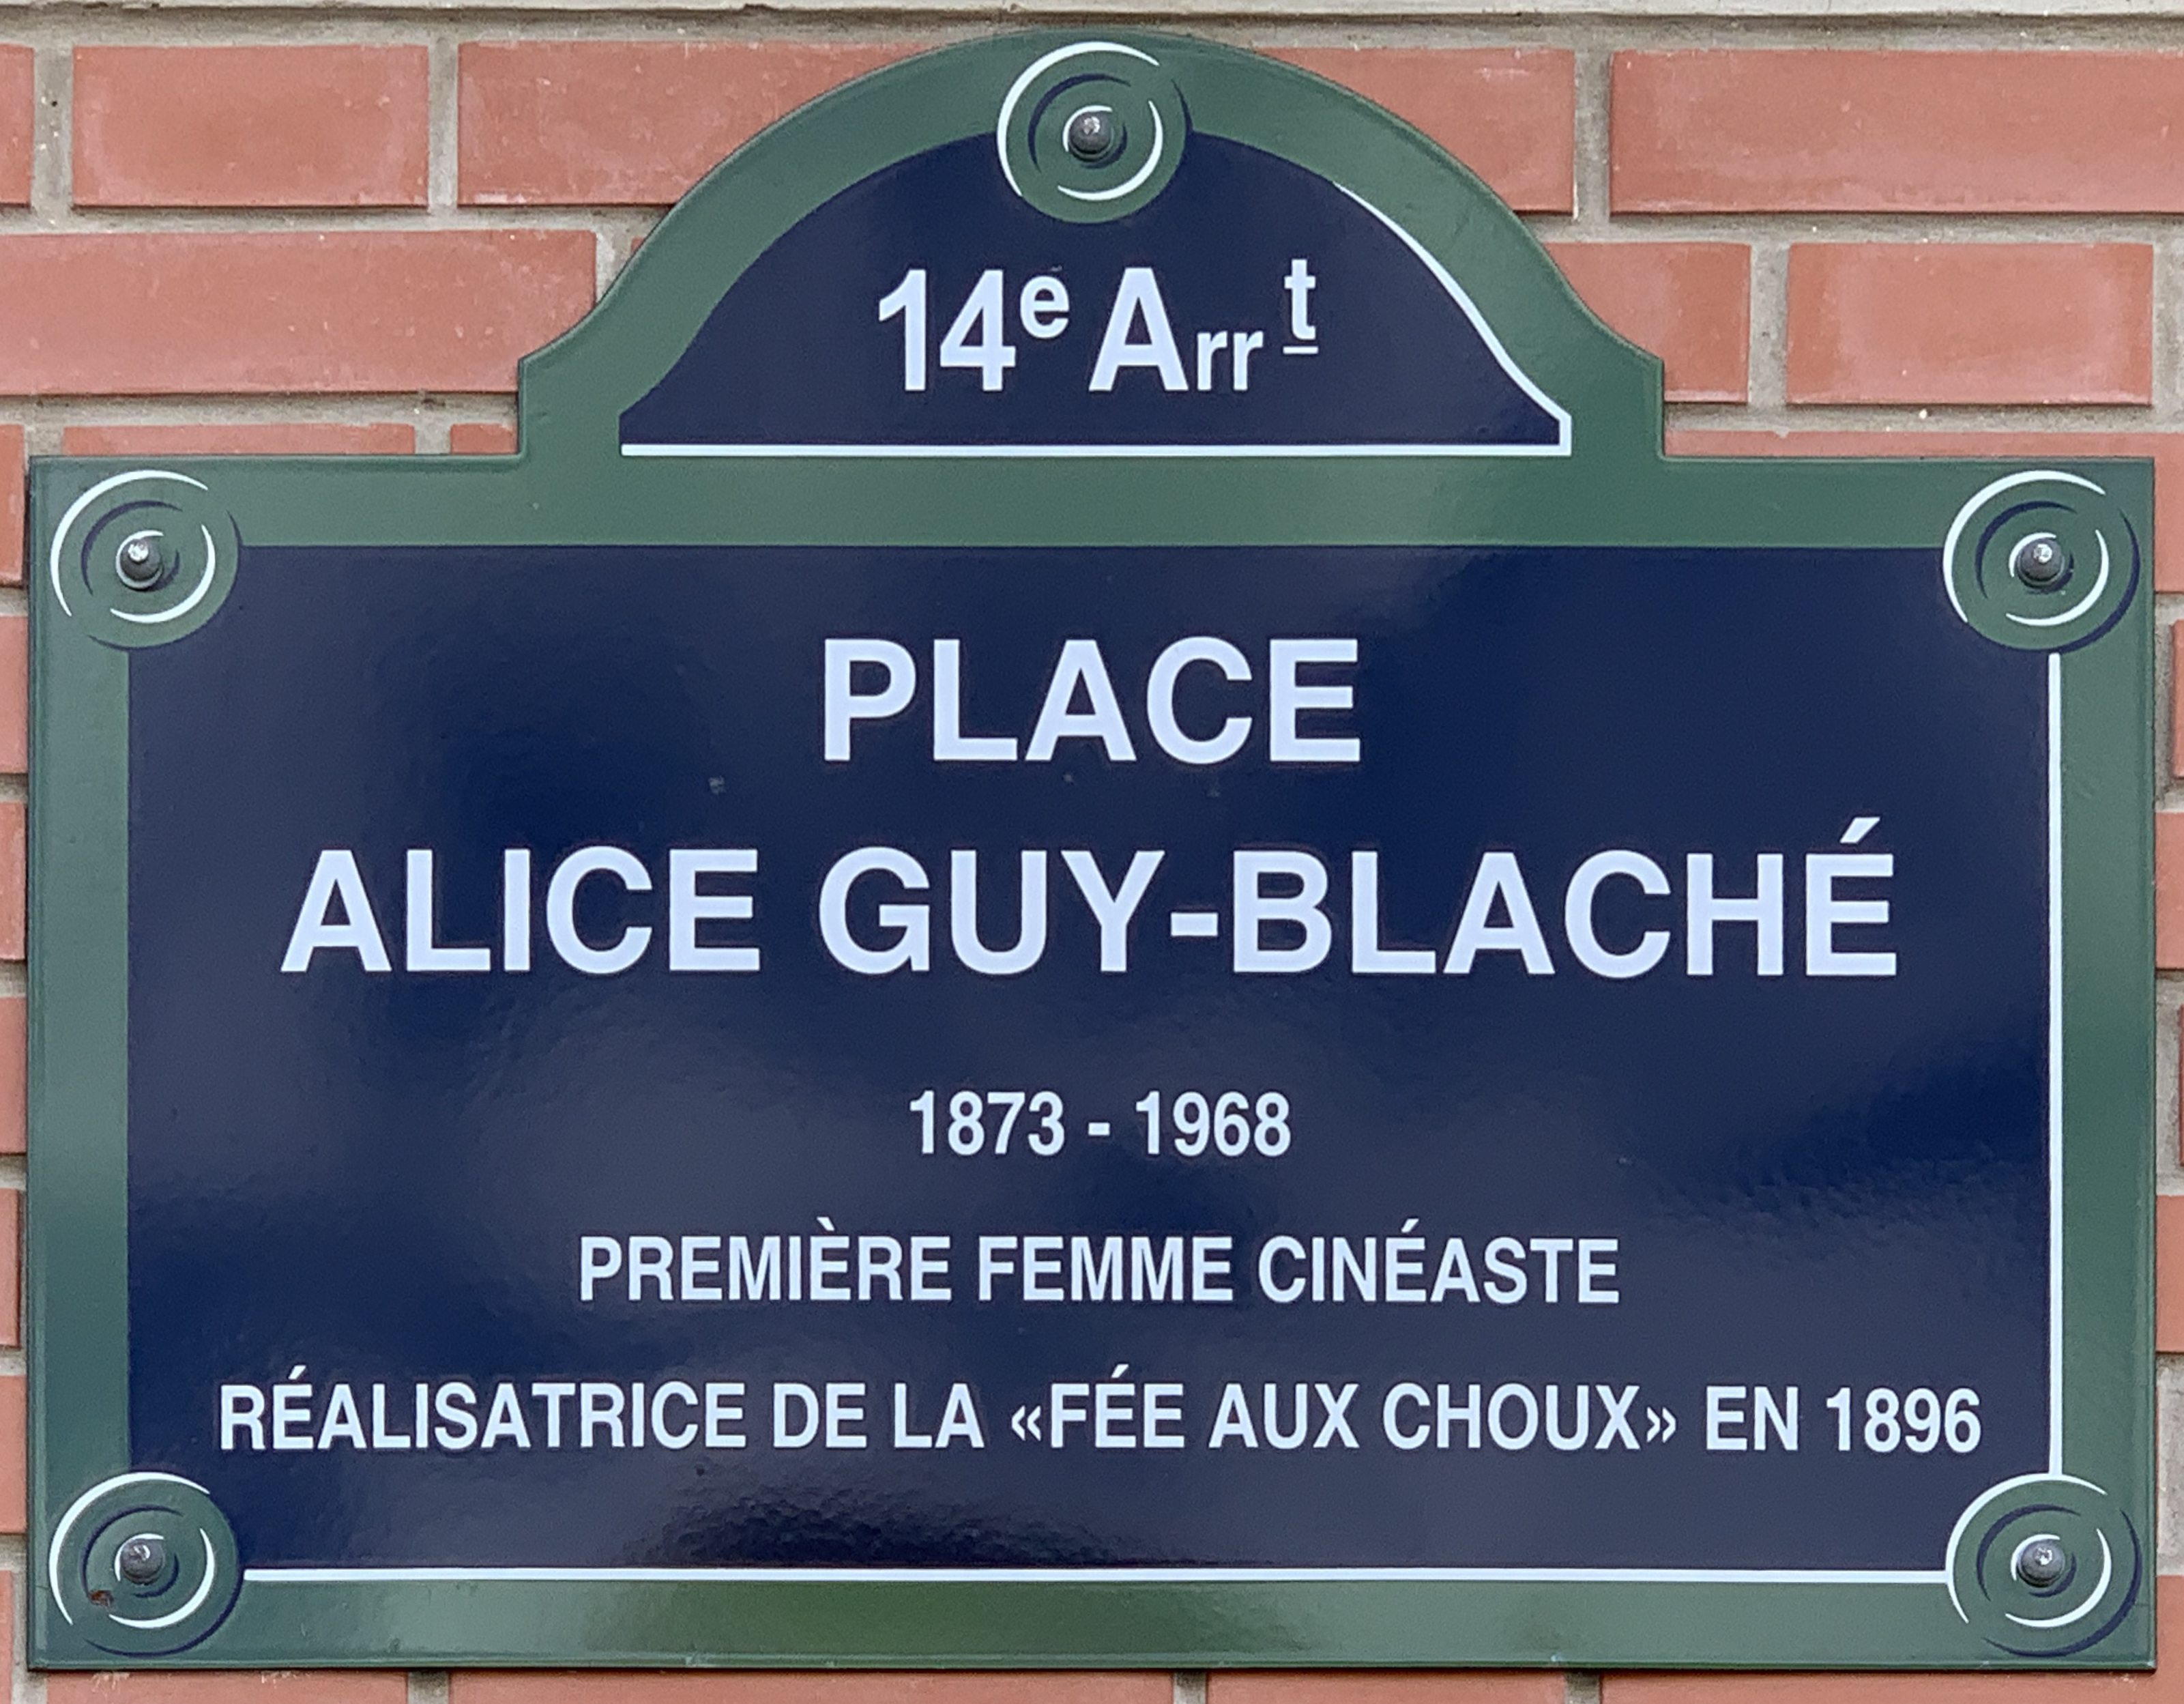 14e Arrt
PLACE
ALICE GUY-BLACHÉ
1873 - 1968
PREMIÈRE FEMME CINÉASTE
RÉALISATRICE DE LA «FÉE AUX CHOUX» EN 1896